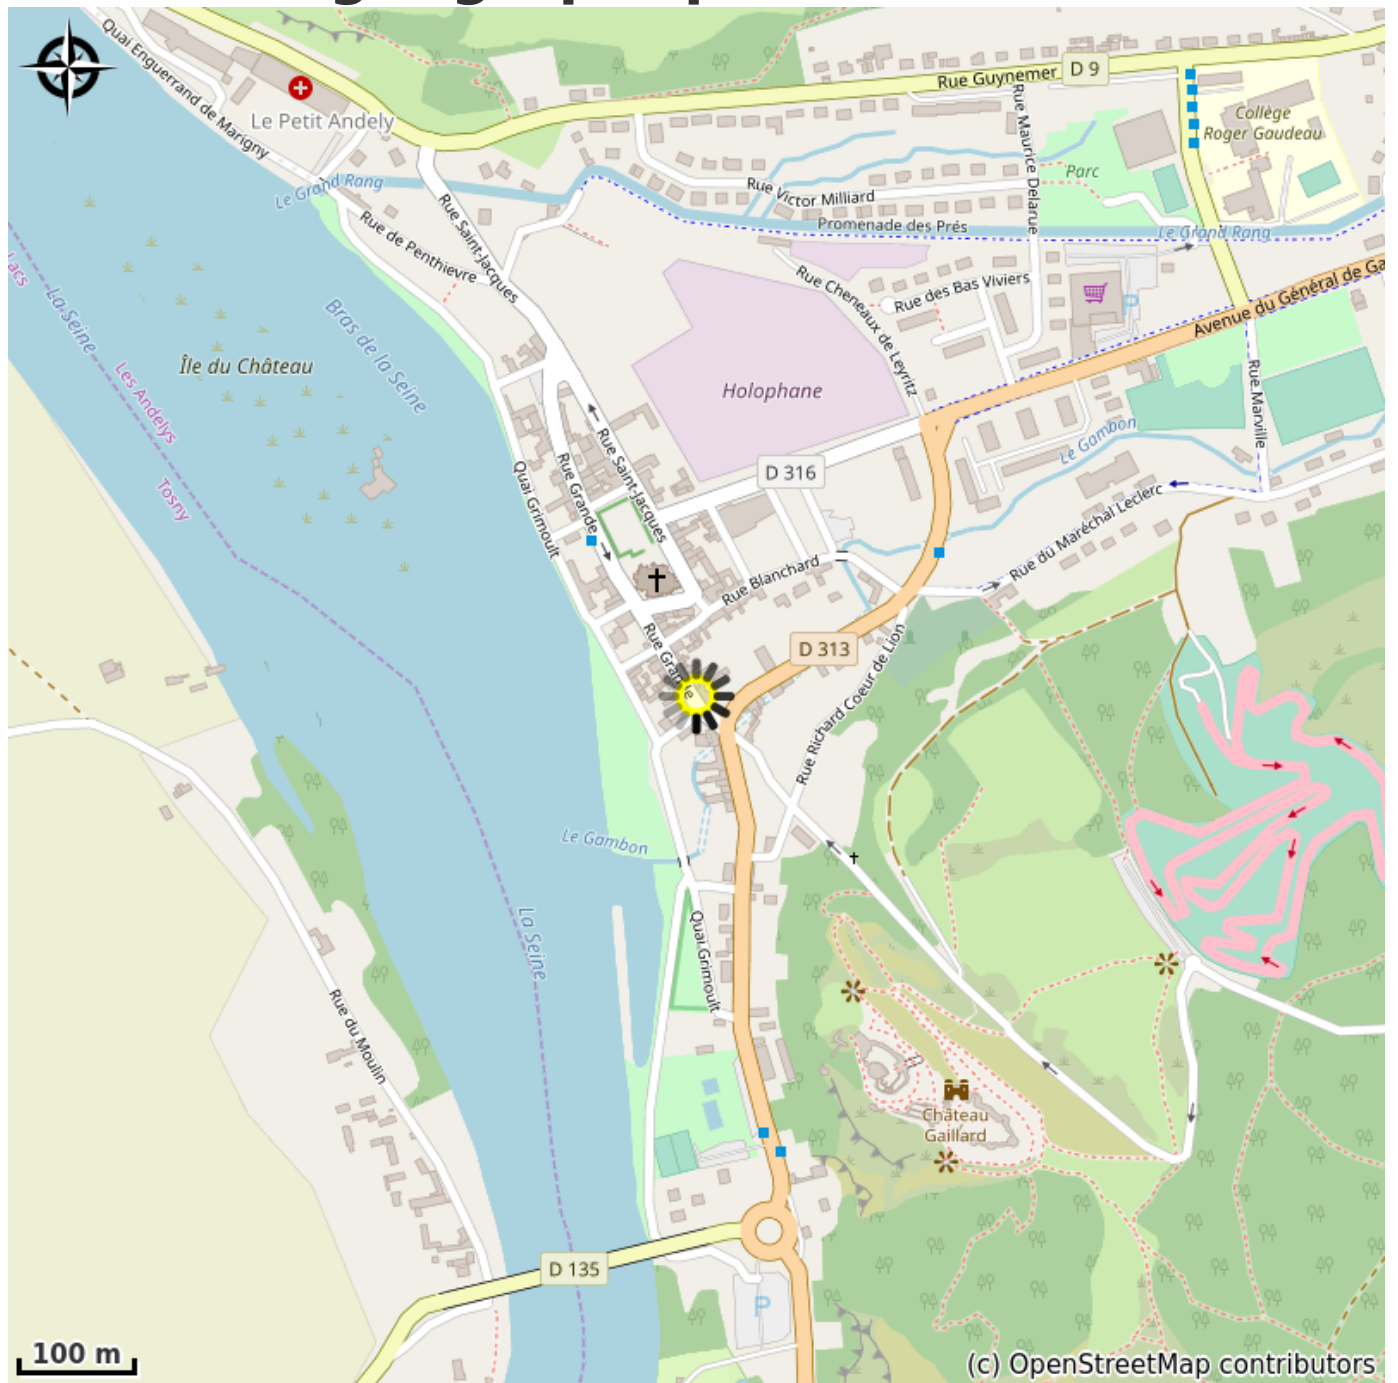 Quai Enguerrand de Marigny
Le Petit Andely
Rue Guynemer
D 9
Collège
Roger Gaudeau
Rue Maurice Delarue
Parc
Le Grand Rang
Rue Victor Milliard
Promenade des Prés
Le Grand Rang
Rue de Penthievre
Rue Saint-Jacques
Rue Cheneaux de Leyritz
Rue des Bas Viviers
P
Avenue du Général de Ga
Lacs
La Seine
Bras de la Seine
Île du Château
Les Andelys
Tosny
Holophane
Rue Marville
Le Gambon
Rue Saint-Jacques
Rue Grande
Quai Grimoult
D 316
Rue du Maréchal Leclerc
Rue Blanchard
Rue Grande
D 313
Rue Richard Coeur de Lion
Le Gambon
La Seine
Quai Grimoult
Rue du Moulin
Château
Gaillard
D 135
P
100 m
(c) OpenStreetMap contributors